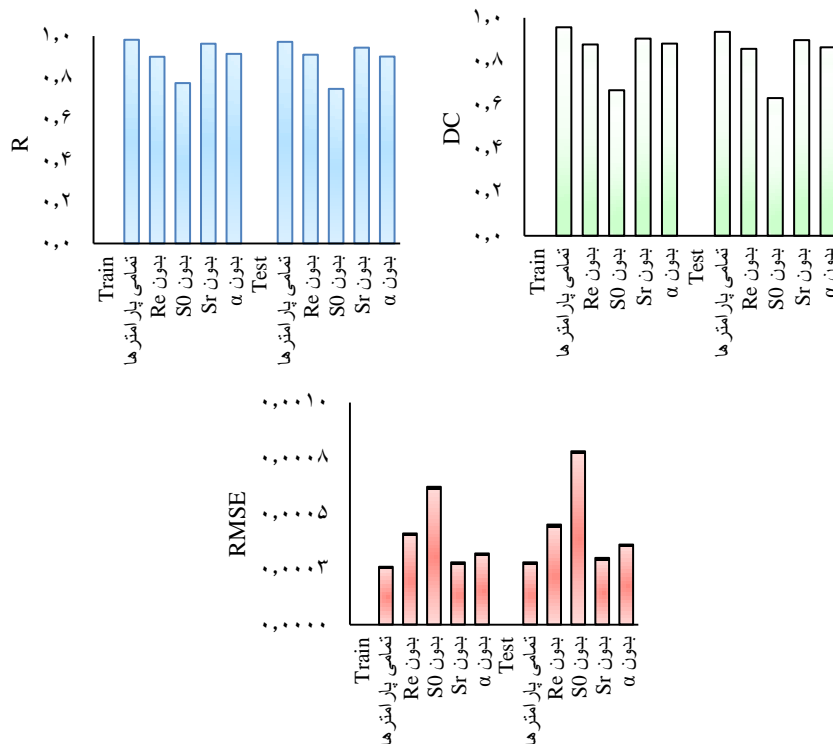 R
۱,۰
۰,۸
۰,۶
۰,۴
۰,۲
۰,۰
Train
تمامی پارامترها
بدون Re
بدون S0
بدون Sr
بدون α
Test
تمامی پارامترها
بدون Re
بدون S0
بدون Sr
بدون α
DC
۱,۰
۰,۸
۰,۶
۰,۴
۰,۲
۰,۰
Train
تمامی پارامترها
بدون Re
بدون S0
بدون Sr
بدون α
Test
تمامی پارامترها
بدون Re
بدون S0
بدون Sr
بدون α
RMSE
۰,۰۰۱۰
۰,۰۰۰۸
۰,۰۰۰۵
۰,۰۰۰۳
۰,۰۰۰۰
Train
تمامی پارامترها
بدون Re
بدون S0
بدون Sr
بدون α
Test
تمامی پارامترها
بدون Re
بدون S0
بدون Sr
بدون α